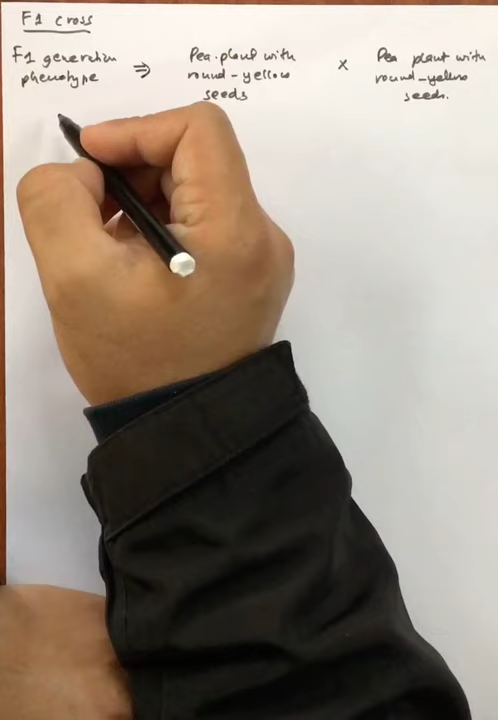 F1 cross
F1 generation phenotype ⇒ Pea plant with round-yellow seeds × Pea plant with round-yellow seeds.